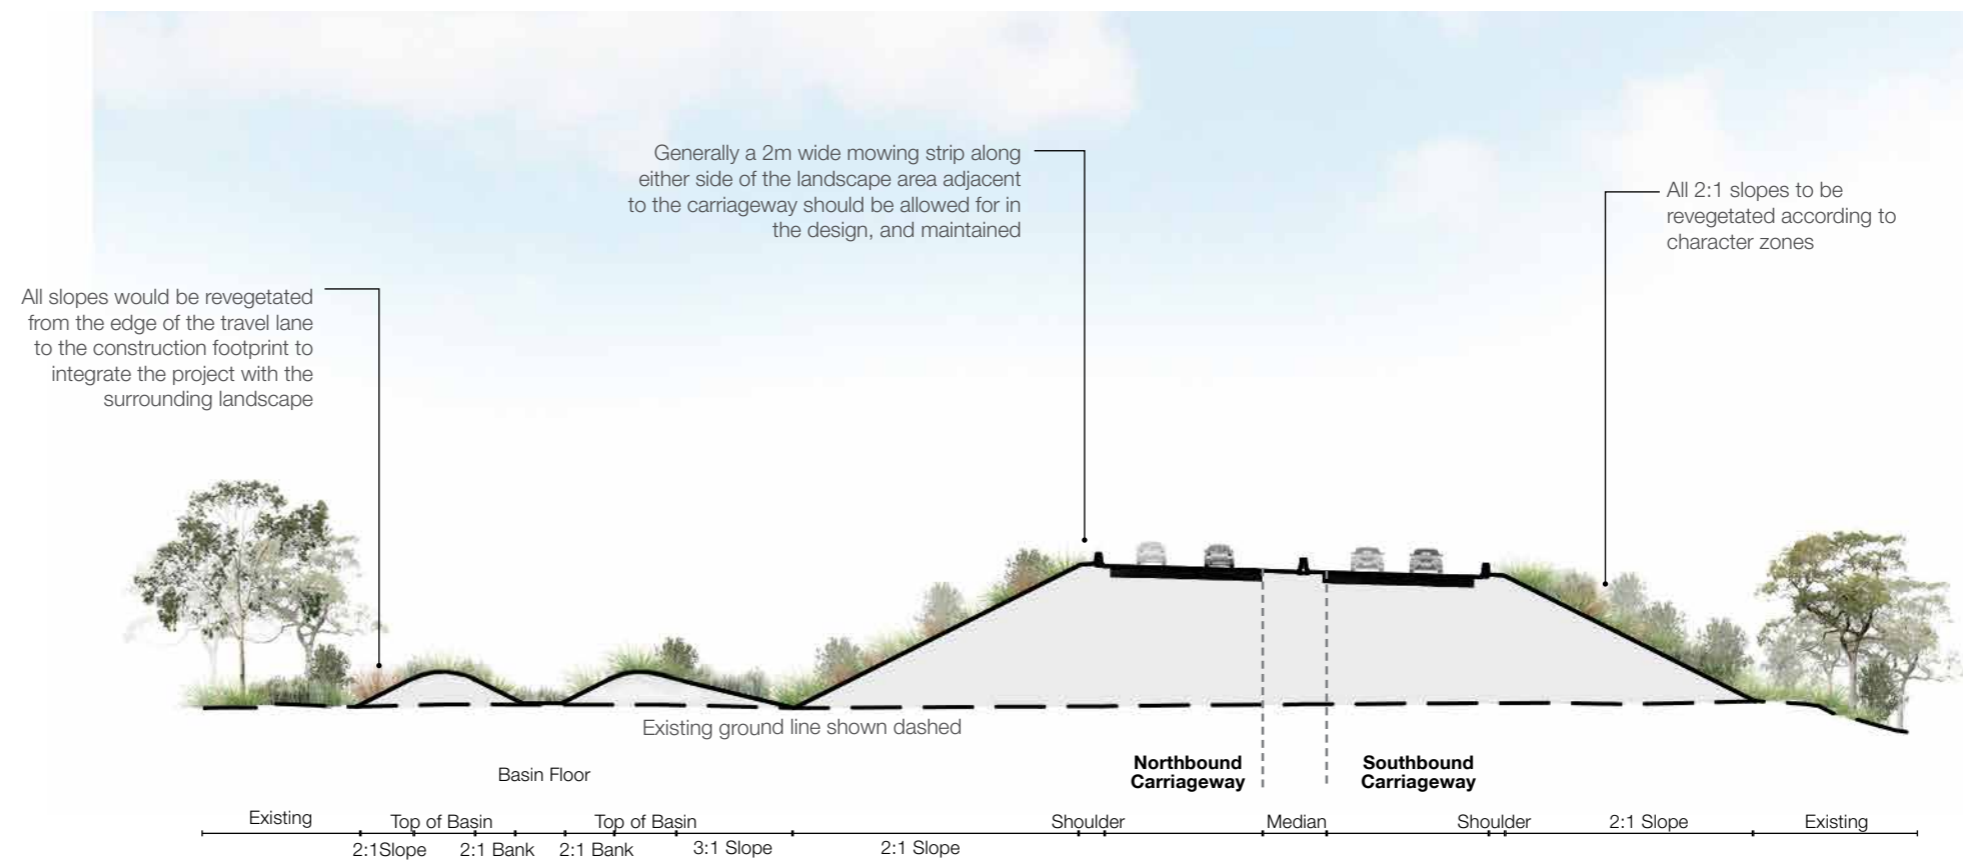 Generally a 2m wide mowing strip along
either side of the landscape area adjacent
to the carriageway should be allowed for in
the design, and maintained
All 2:1 slopes to be
revegetated according to
character zones
All slopes would be revegetated
from the edge of the travel lane
to the construction footprint to
integrate the project with the
surrounding landscape
Existing ground line shown dashed
Northbound
Carriageway
Southbound
Carriageway
Basin Floor
Existing
Top of Basin
Top of Basin
Shoulder
Median
Shoulder
2:1 Slope
Existing
2:1Slope
2:1 Bank
2:1 Bank
3:1 Slope
2:1 Slope